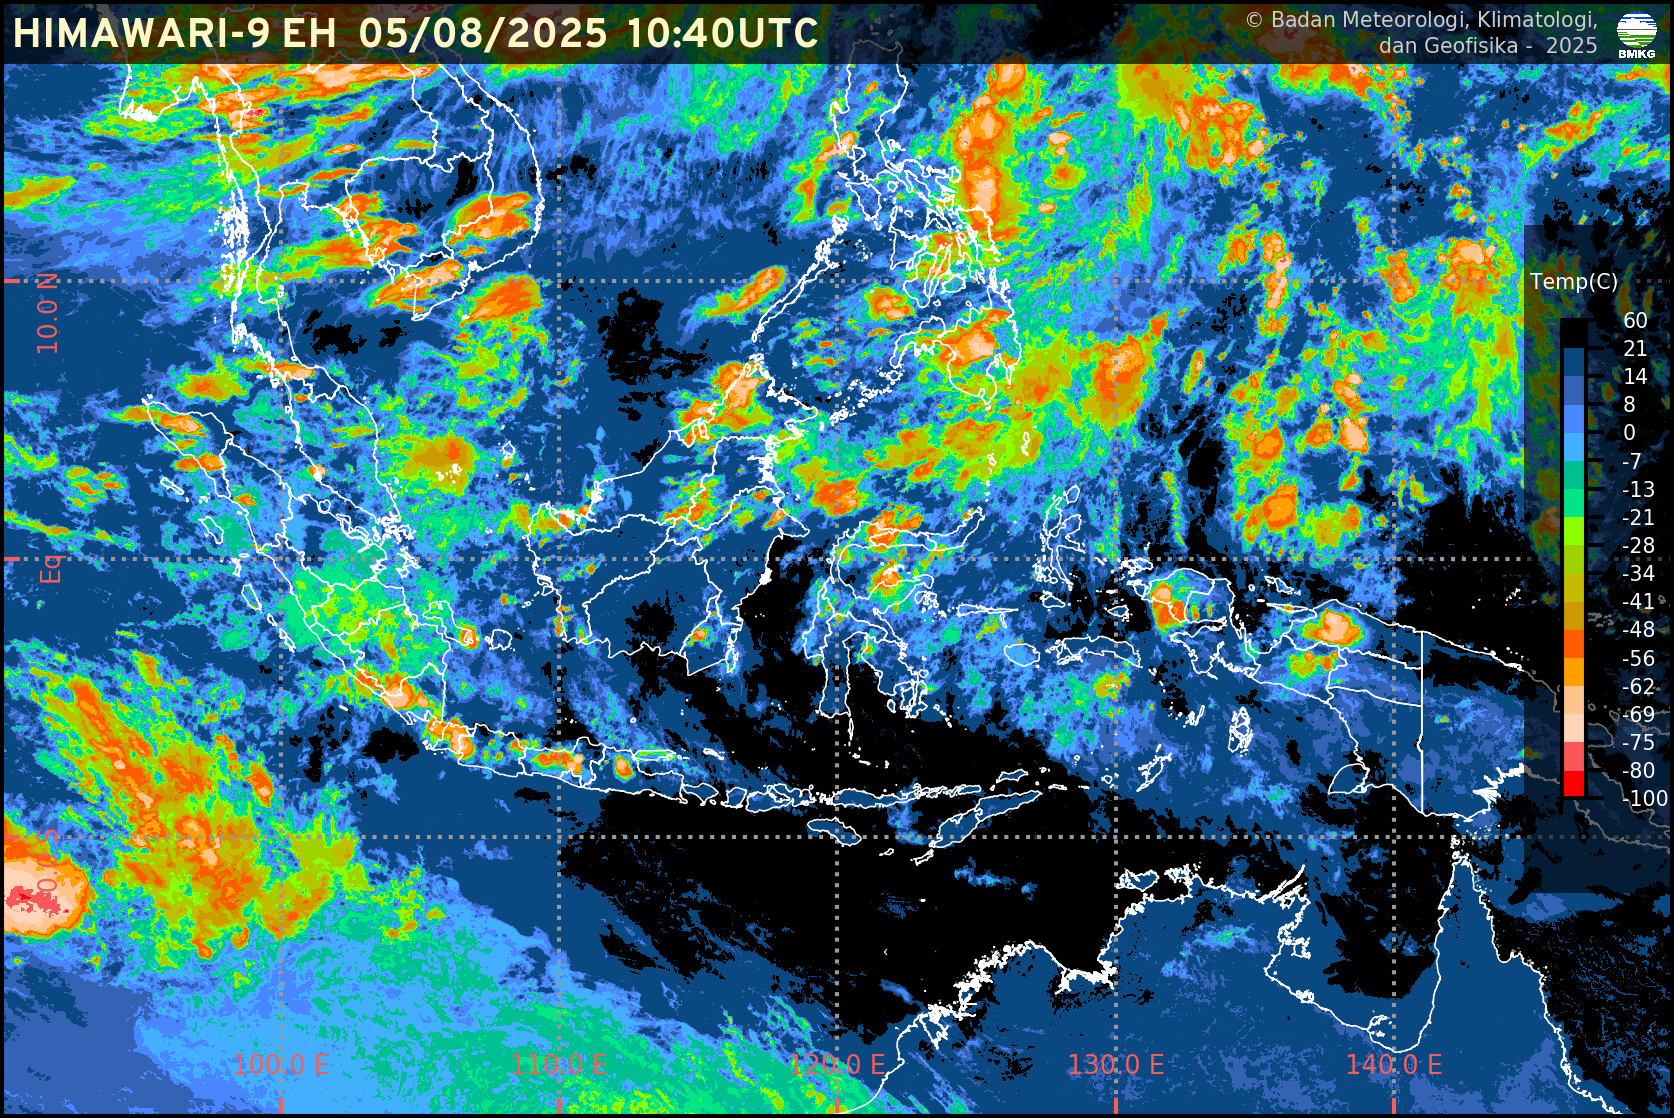 HIMAWARI-9 EH 05/08/2025 10:40UTC
© Badan Meteorologi, Klimatologi,
dan Geofisika - 2025
BMKG
10.0 N
Temp(C)
60
21
14
8
0
-7
-13
-21
-28
-34
-41
-48
-56
-62
-69
-75
-80
-100
Eq
100.0 E
110.0 E
120.0 E
130.0 E
140.0 E